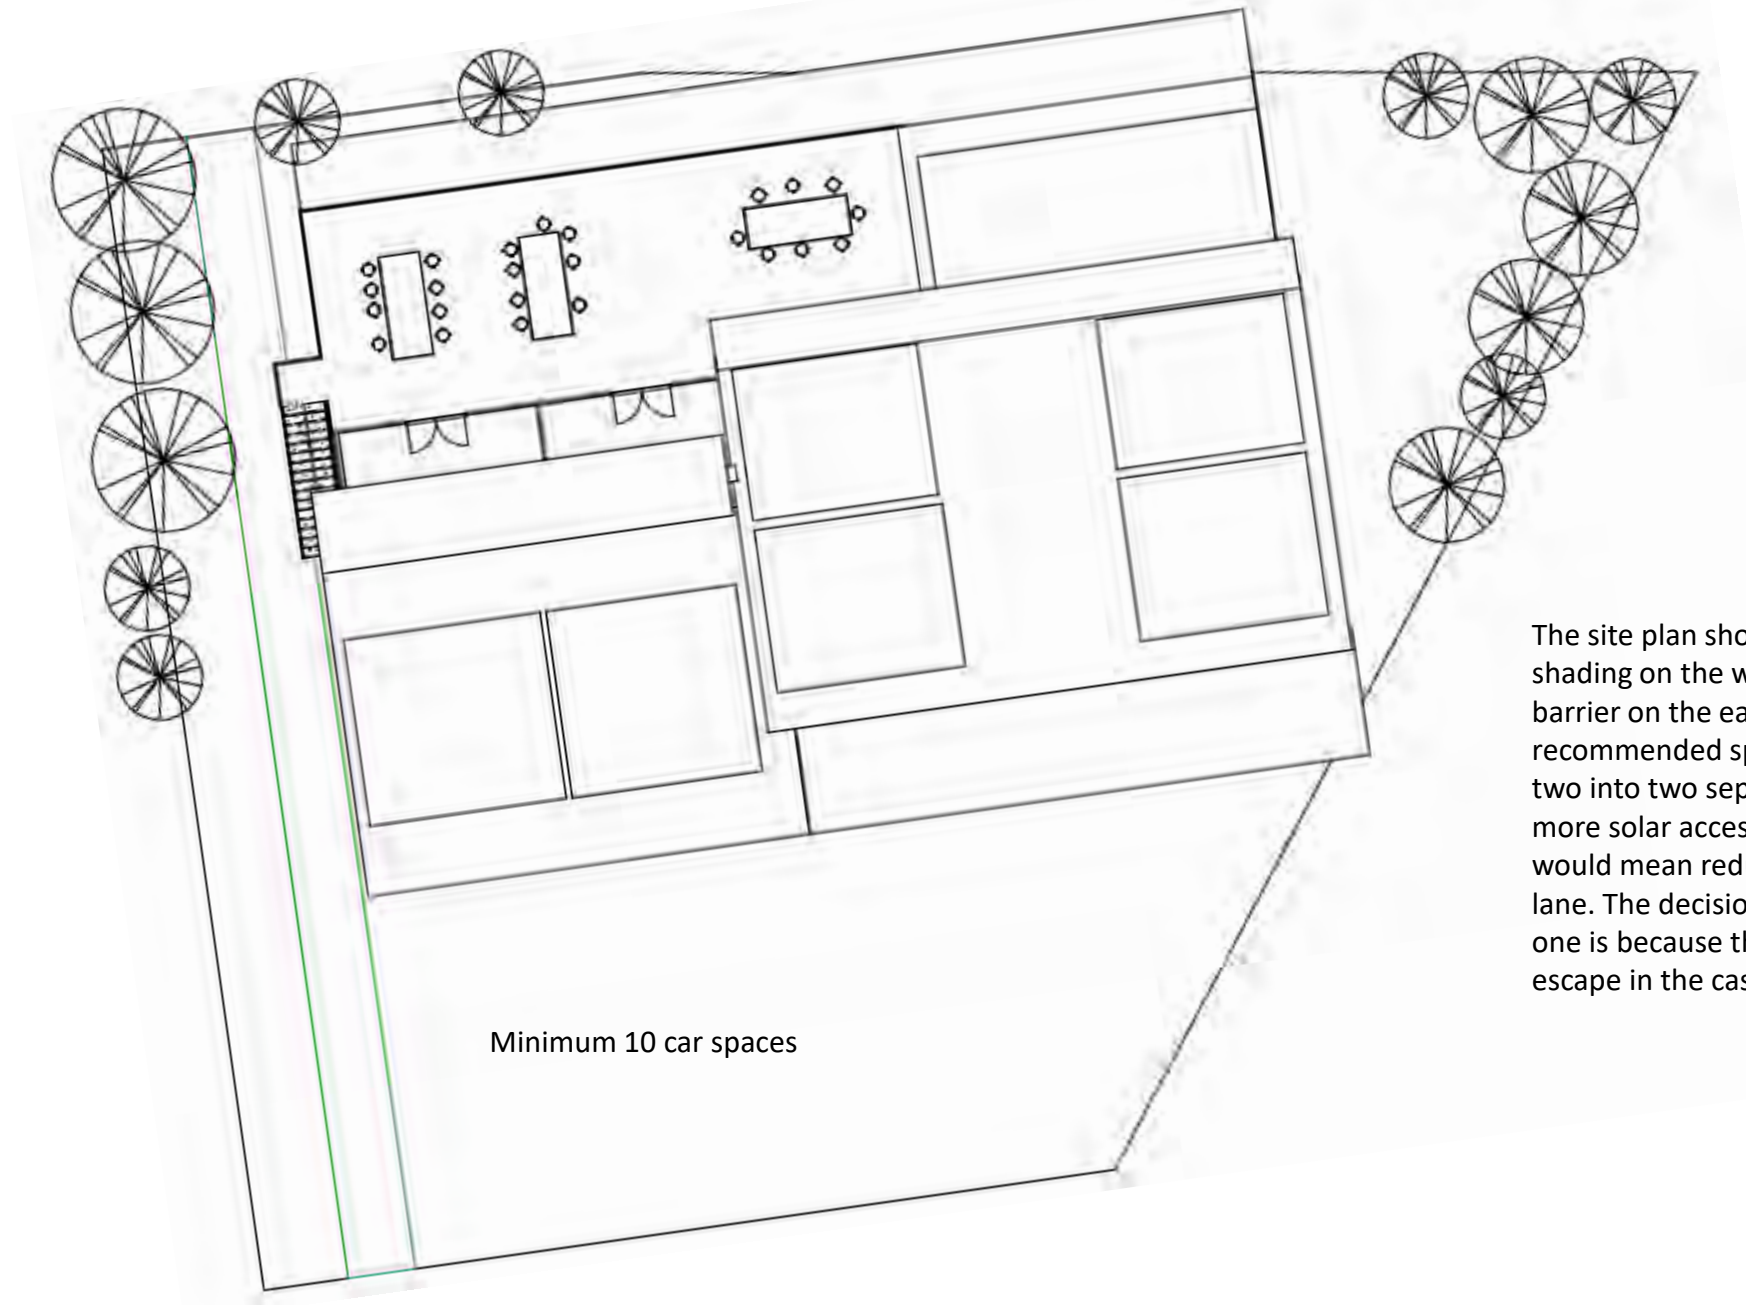 The site plan sho
shading on the w
barrier on the ea
recommended sp
two into two sep
more solar acces
would mean red
lane. The decisio
one is because th
escape in the cas
Minimum 10 car spaces